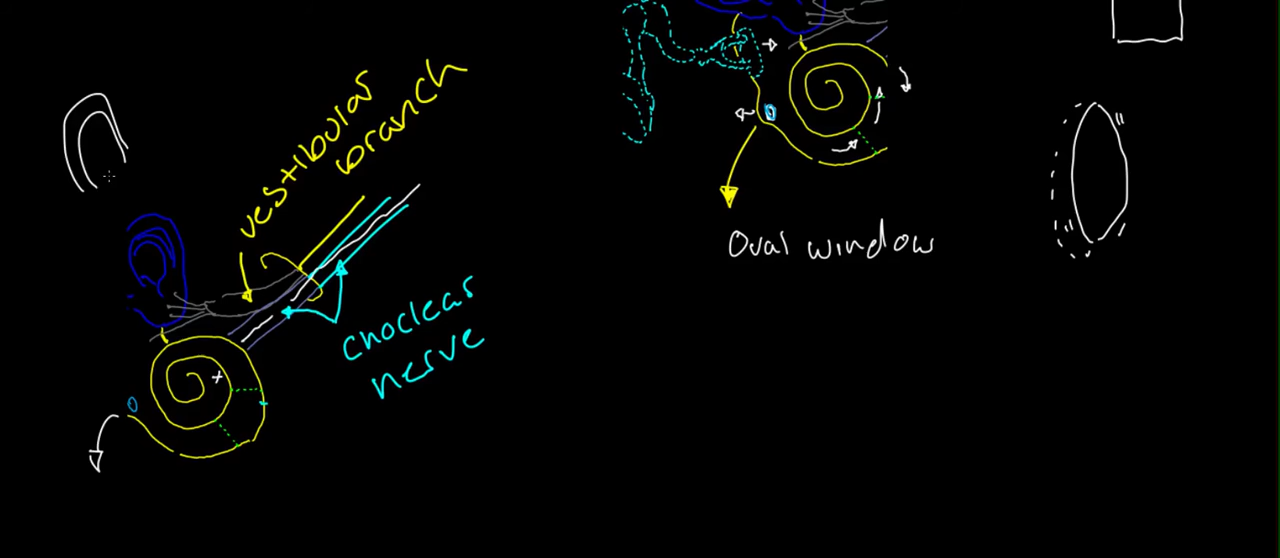 vestibular
branch
Oval window
choclear
nerve